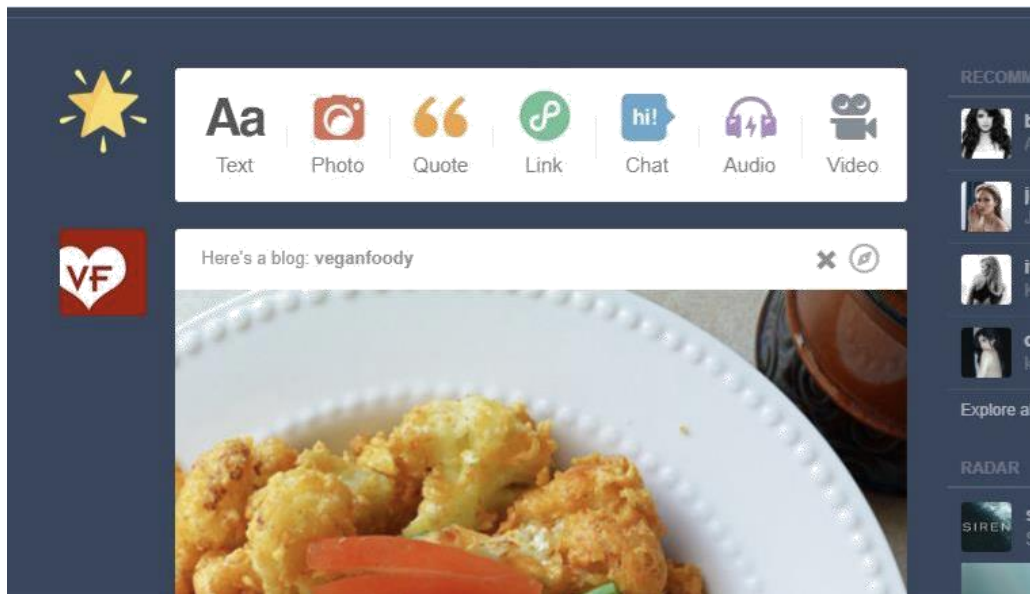 Aa
hi!
Text Photo Quote Link Chat Audio Video
VF
Here's a blog: veganfoody
RECOMM
Explore a
RADAR
SIREN